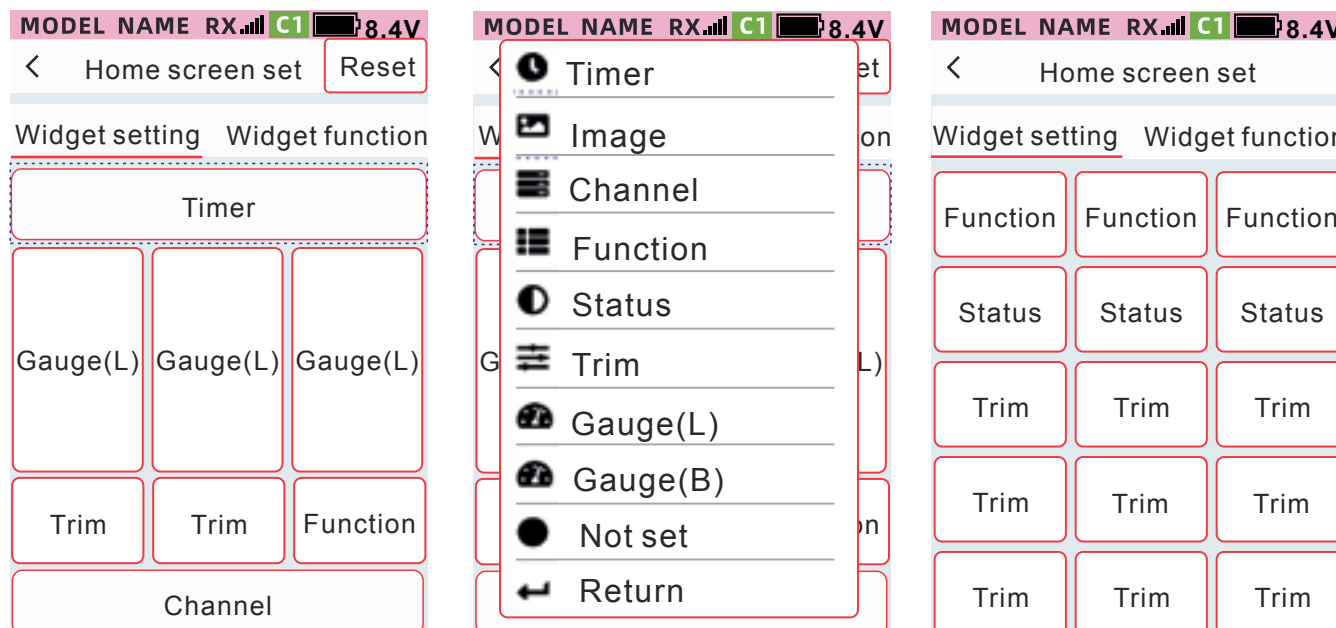 MODEL NAME RX C1 8.4V
Home screen set Reset
Widget setting Widget function
Timer
Gauge(L) Gauge(L) Gauge(L)
Trim Trim Function
Channel
MODEL NAME RX C1 8.4V
Timer
Image
Channel
Function
Status
Trim
Gauge(L)
Gauge(B)
Not set
Return
MODEL NAME RX C1 8.4V
Home screen set
Widget setting Widget function
Function Function Function
Status Status Status
Trim Trim Trim
Trim Trim Trim
Trim Trim Trim